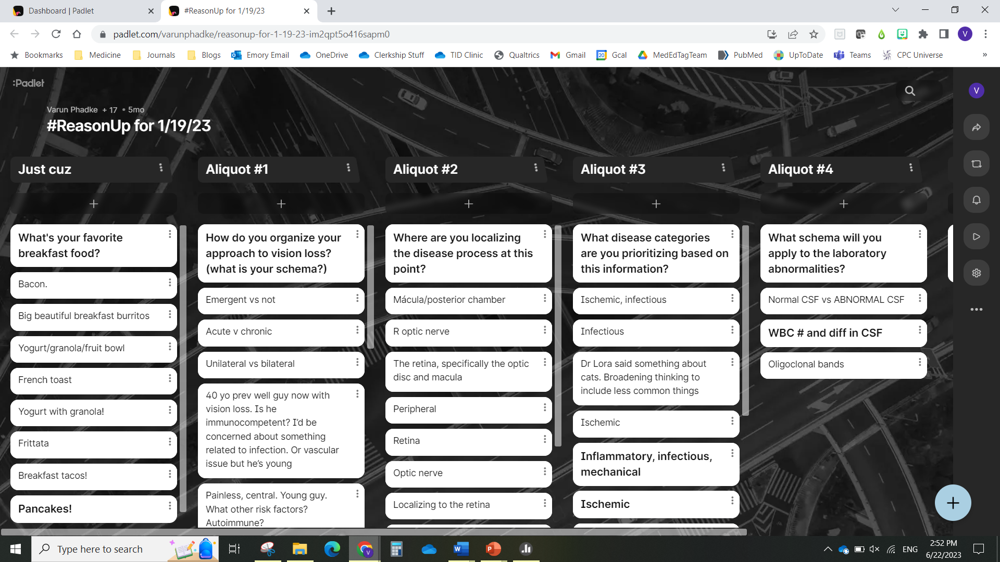 Dashboard | Padlet
#ReasonUp for 1/19/23
padlet.com/varunphadke/reasonup-for-1-19-23-im2qpt5o416sapm0
V
Bookmarks
Medicine
Journals
Blogs
Emory Email
OneDrive
Clerkship Stuff
TID Clinic
Qualtrics
Gmail
20
Gcal
MedEdTagTeam
PubMed
UpToDate
Teams
CPC Universe
»
:Padlet
V
Varun Phadke + 17 • 5mo
#ReasonUp for 1/19/23
Just cuz
What's your favorite
breakfast food?
Bacon.
Big beautiful breakfast burritos
Yogurt/granola/fruit bowl
French toast
Yogurt with granola!
Frittata
Breakfast tacos!
Pancakes!
Aliquot #1
How do you organize your
approach to vision loss?
(what is your schema?)
Emergent vs not
Acute v chronic
Unilateral vs bilateral
40 yo prev well guy now with
vision loss. Is he
immunocompetent? I'd be
concerned about something
related to infection. Or vascular
issue but he's young
Painless, central. Young guy.
What other risk factors?
Autoimmune?
Aliquot #2
Where are you localizing
the disease process at this
point?
Mácula/posterior chamber
R optic nerve
The retina, specifically the optic
disc and macula
Peripheral
Retina
Optic nerve
Localizing to the retina
Aliquot #3
What disease categories
are you prioritizing based on
this information?
Ischemic, infectious
Infectious
Dr Lora said something about
cats. Broadening thinking to
include less common things
Ischemic
Inflammatory, infectious,
mechanical
Ischemic
Aliquot #4
What schema will you
apply to the laboratory
abnormalities?
Normal CSF vs ABNORMAL CSF
WBC # and diff in CSF
Oligoclonal bands
Type here to search
ENG
2:52 PM
6/22/2023